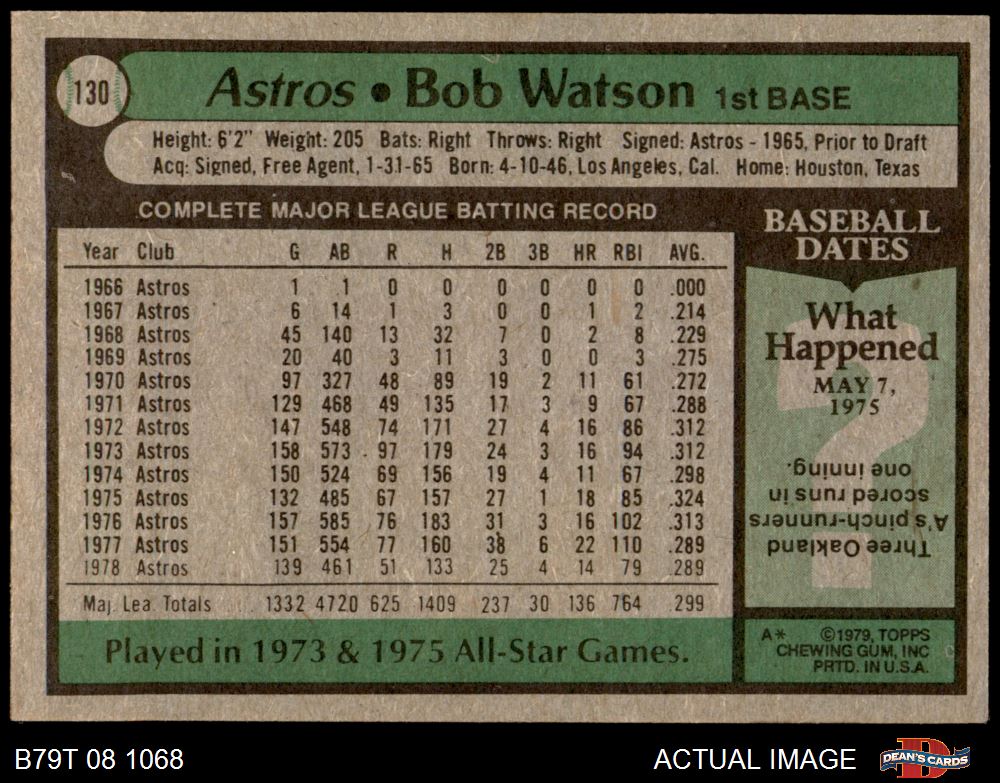 130
Astros • Bob Watson 1st BASE
Height: 6'2" Weight: 205 Bats: Right Throws: Right Signed: Astros - 1965, Prior to Draft
Acq: Signed, Free Agent, 1-31-65 Born: 4-10-46, Los Angeles, Cal. Home: Houston, Texas
COMPLETE MAJOR LEAGUE BATTING RECORD
Year Club G AB R H 2B 3B HR RBI AVG.
1966 Astros 1 1 0 0 0 0 0 0 .000
1967 Astros 6 14 1 3 0 0 1 2 .214
1968 Astros 45 140 13 32 7 0 2 8 .229
1969 Astros 20 40 3 11 3 0 0 3 .275
1970 Astros 97 327 48 89 19 2 11 61 .272
1971 Astros 129 468 49 135 17 3 9 67 .288
1972 Astros 147 548 74 171 27 4 16 86 .312
1973 Astros 158 573 97 179 24 3 16 94 .312
1974 Astros 150 524 69 156 19 4 11 67 .298
1975 Astros 132 485 67 157 27 1 18 85 .324
1976 Astros 157 585 76 183 31 3 16 102 .313
1977 Astros 151 554 77 160 38 6 22 110 .289
1978 Astros 139 461 51 133 25 4 14 79 .289
Maj. Lea. Totals 1332 4720 625 1409 237 30 136 764 .299
Played in 1973 & 1975 All-Star Games.
BASEBALL
DATES
What
Happened
MAY 7,
1975
Three Oakland
A's pinch-runners
scored runs in
one inning.
A* ©1979, TOPPS
CHEWING GUM, INC
PRTD. IN U.S.A.
B79T 08 1068
ACTUAL IMAGE
DEAN'S CARDS